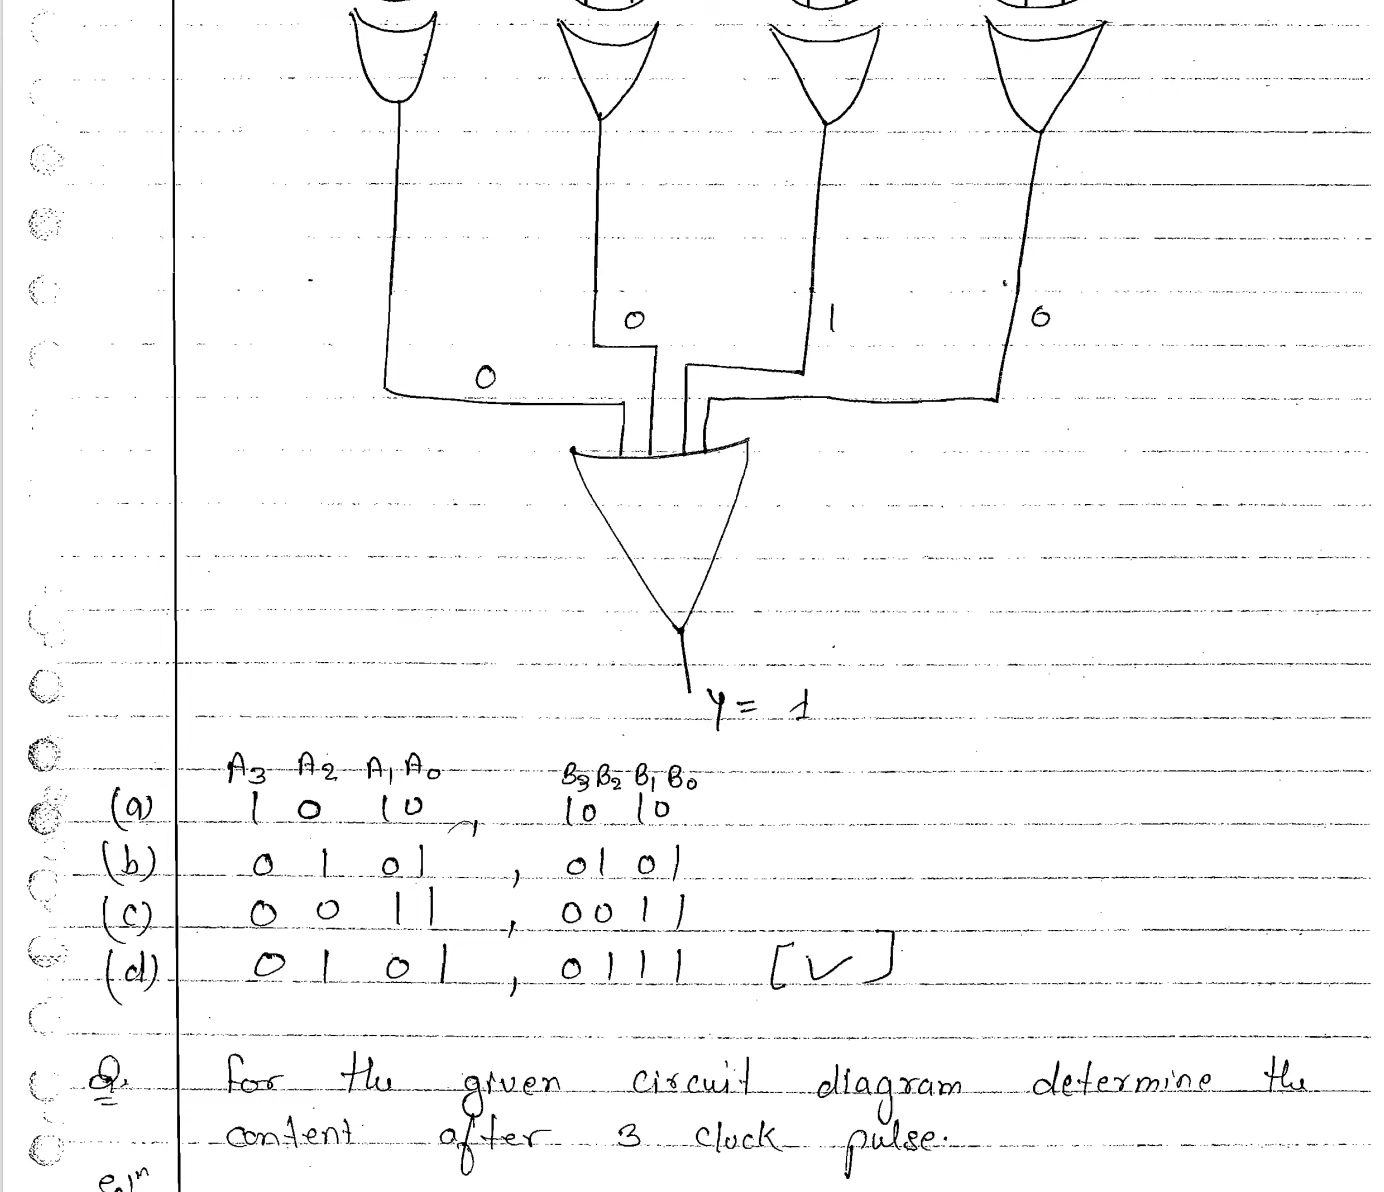 0 1 0
0
Y = 1
A3 A2 A1 A0 B3 B2 B1 B0
(a) 1 0 1 0 , 1 0 1 0
(b) 0 1 0 1 , 0 1 0 1
(c) 0 0 1 1 , 0 0 1 1
(d) 0 1 0 1 , 0 1 1 1 [✓]
Q. for the given circuit diagram determine the
content after 3 clock pulse.